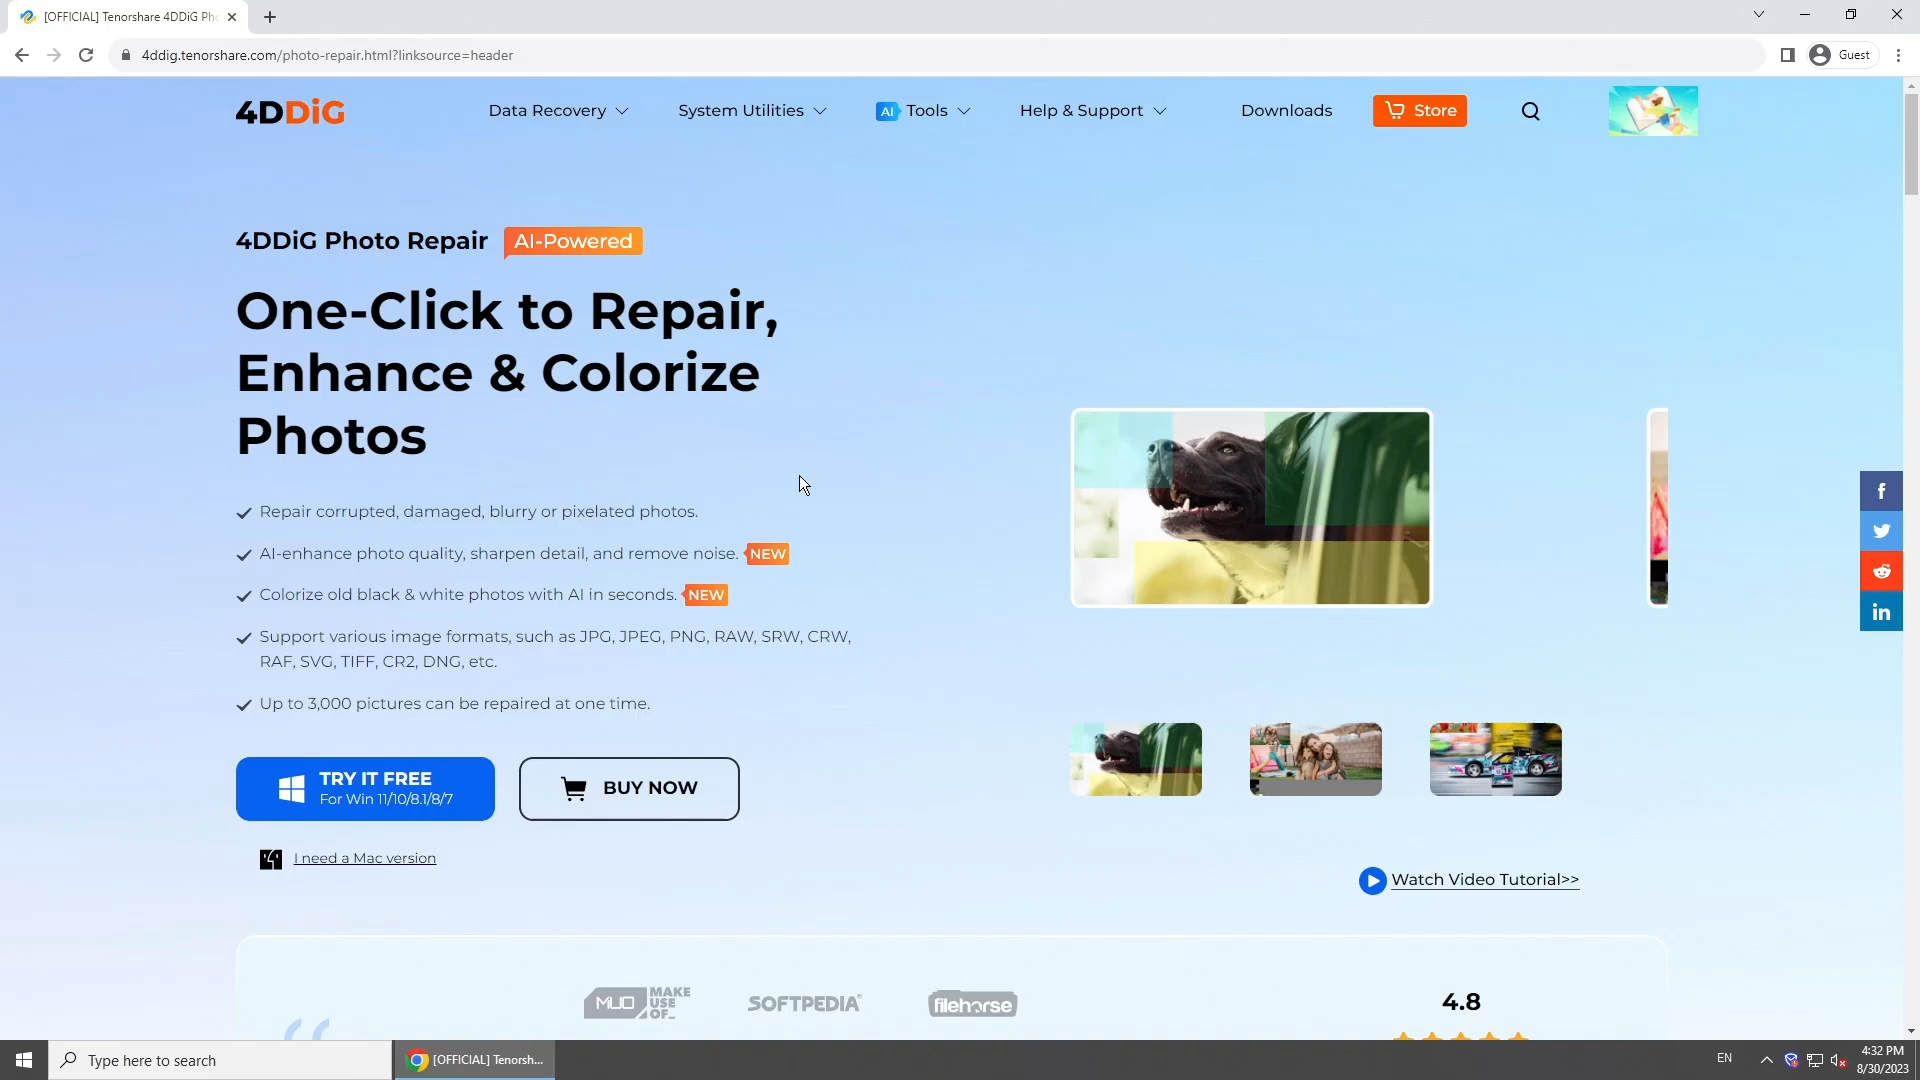 [OFFICIAL] Tenorshare 4DDiG Pho
4ddig.tenorshare.com/photo-repair.html?linksource=header
Guest
4DDiG
Data Recovery
System Utilities
AI Tools
Help & Support
Downloads
Store
4DDiG Photo Repair
AI-Powered
One-Click to Repair,
Enhance & Colorize
Photos
Repair corrupted, damaged, blurry or pixelated photos.
AI-enhance photo quality, sharpen detail, and remove noise. NEW
Colorize old black & white photos with AI in seconds. NEW
Support various image formats, such as JPG, JPEG, PNG, RAW, SRW, CRW,
RAF, SVG, TIFF, CR2, DNG, etc.
Up to 3,000 pictures can be repaired at one time.
TRY IT FREE
For Win 11/10/8.1/8/7
BUY NOW
I need a Mac version
Watch Video Tutorial>>
MUO MAKE
USE
OF_
SOFTPEDIA®
filehorse
4.8
Type here to search
[OFFICIAL] Tenorsh...
EN
4:32 PM
8/30/2023